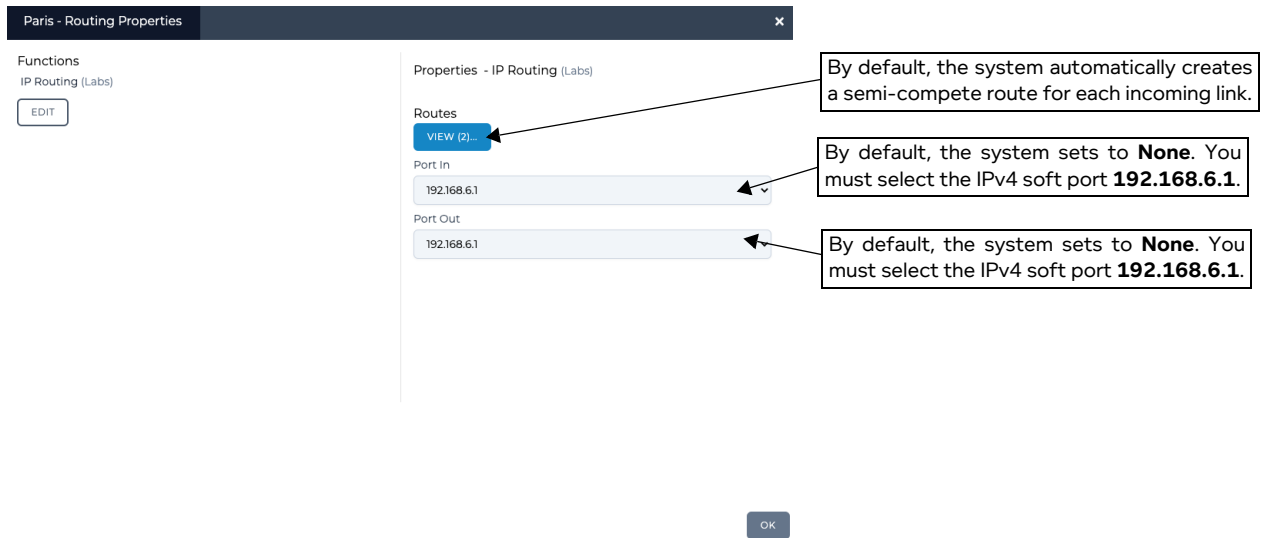 Paris - Routing Properties
×
Functions
IP Routing (Labs)
EDIT
Properties - IP Routing (Labs)
Routes
VIEW (2)...
Port In
192.168.6.1
Port Out
192.168.6.1
OK
By default, the system automatically creates
a semi-compete route for each incoming link.
By default, the system sets to None. You
must select the IPv4 soft port 192.168.6.1.
By default, the system sets to None. You
must select the IPv4 soft port 192.168.6.1.